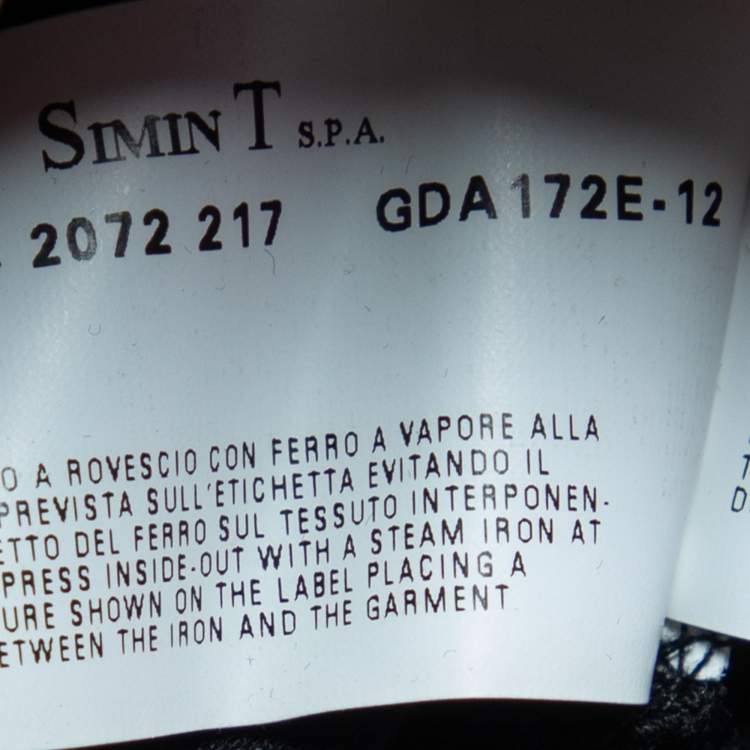 SIMINT S.P.A.
. 2072 217 GDA 172E-12
O A ROVESCIO CON FERRO A VAPORE ALLA
PREVISTA SULL'ETICHETTA EVITANDO IL
ETTO DEL FERRO SUL TESSUTO INTERPONEN-
PRESS INSIDE-OUT WITH A STEAM IRON AT
URE SHOWN ON THE LABEL PLACING A
ETWEEN THE IRON AND THE GARMENT
T
D